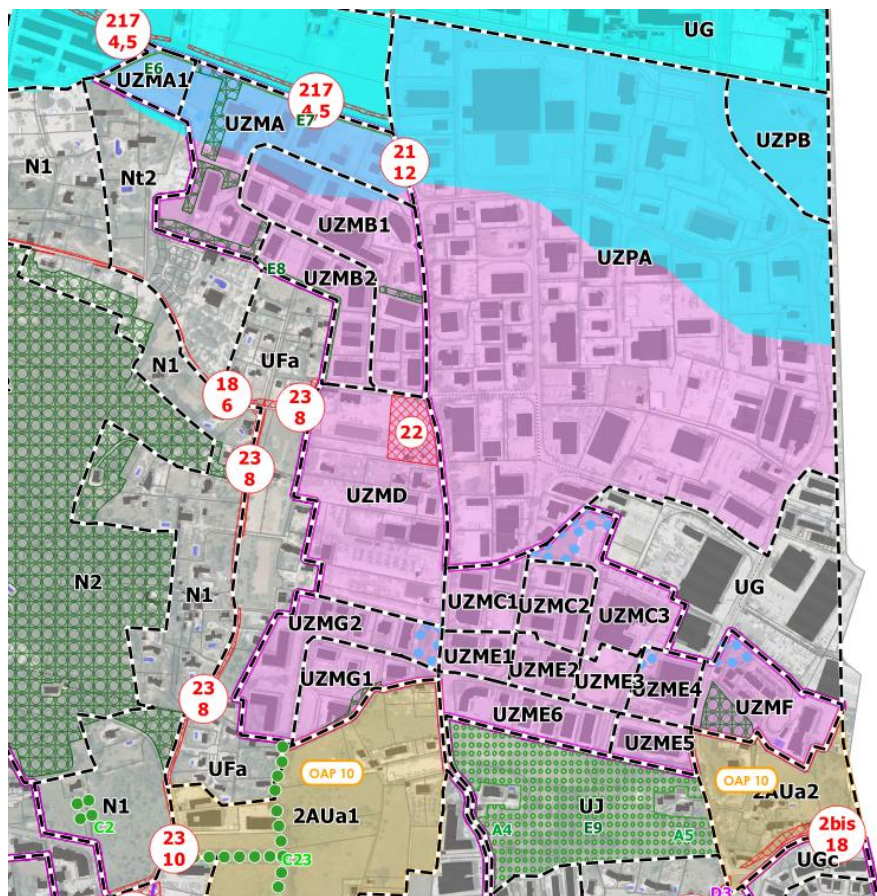 217
4,5
UG
E6
UZMA1
217
4,5
E7
UZMA
UZPB
21
12
N1
Nt2
UZMB1
UZPA
E8
UZMB2
UFa
N1
18
6
23
8
22
23
8
UZMD
N2
N1
UG
UZMC1
UZMC2
UZMC3
UZMG2
UZME1
UZME2
UZME3
UZME4
UZMG1
23
8
UZME6
UZMF
UZME5
UFa
OAP 10
OAP 10
N1
C2
2AUa1
UJ
E9
A4
A5
2AUa2
2bis
18
23
10
C23
UGc
D3